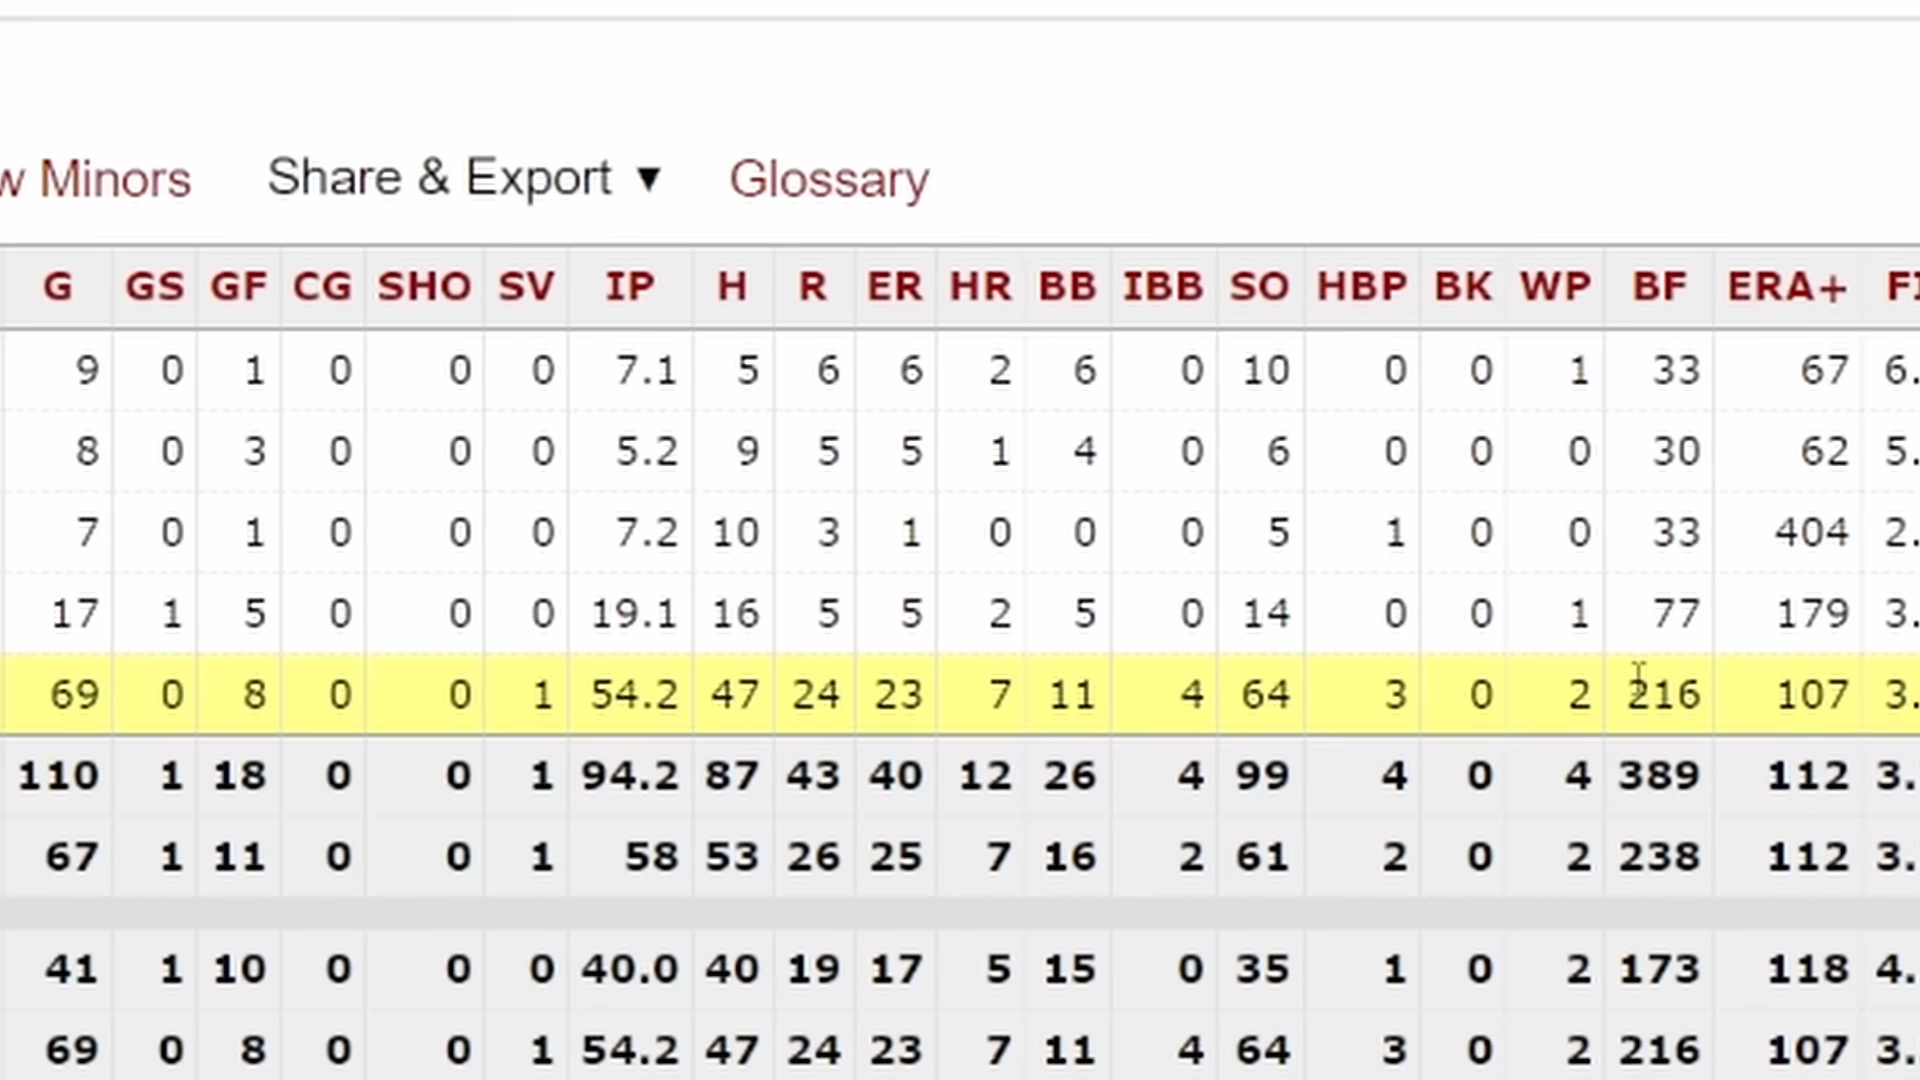 w Minors Share & Export ▼ Glossary
G GS GF CG SHO SV IP H R ER HR BB IBB SO HBP BK WP BF ERA+ FI
9 0 1 0 0 0 7.1 5 6 6 2 6 0 10 0 0 1 33 67 6.
8 0 3 0 0 0 5.2 9 5 5 1 4 0 6 0 0 0 30 62 5.
7 0 1 0 0 0 7.2 10 3 1 0 0 0 5 1 0 0 33 404 2.
17 1 5 0 0 0 19.1 16 5 5 2 5 0 14 0 0 1 77 179 3.
69 0 8 0 0 1 54.2 47 24 23 7 11 4 64 3 0 2 216 107 3.
110 1 18 0 0 1 94.2 87 43 40 12 26 4 99 4 0 4 389 112 3.
67 1 11 0 0 1 58 53 26 25 7 16 2 61 2 0 2 238 112 3.
41 1 10 0 0 0 40.0 40 19 17 5 15 0 35 1 0 2 173 118 4.
69 0 8 0 0 1 54.2 47 24 23 7 11 4 64 3 0 2 216 107 3.